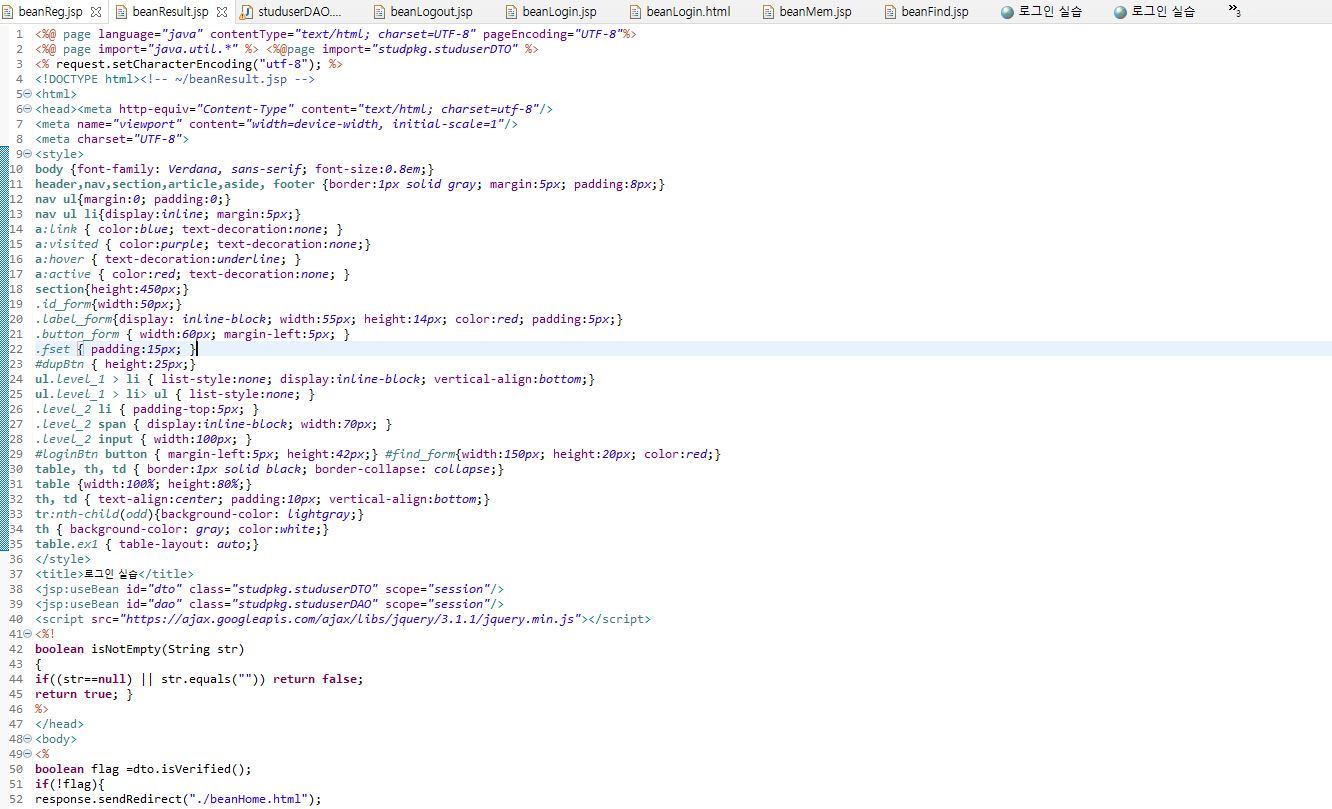 beanReg.jsp beanResult.jsp studuserDAO.... beanLogout.jsp beanLogin.jsp beanLogin.html beanMem.jsp beanFind.jsp 로그인 실습 로그인 실습 »3
1 <%@ page language="java" contentType="text/html; charset=UTF-8" pageEncoding="UTF-8"%>
2 <%@ page import="java.util.*" %> <%@page import="studpkg.studuserDTO" %>
3 <% request.setCharacterEncoding("utf-8"); %>
4 <!DOCTYPE html><!-- ~/beanResult.jsp -->
5 <html>
6 <head><meta http-equiv="Content-Type" content="text/html; charset=utf-8"/>
7 <meta name="viewport" content="width=device-width, initial-scale=1"/>
8 <meta charset="UTF-8">
9 <style>
10 body {font-family: Verdana, sans-serif; font-size:0.8em;}
11 header,nav,section,article,aside, footer {border:1px solid gray; margin:5px; padding:8px;}
12 nav ul{margin:0; padding:0;}
13 nav ul li{display:inline; margin:5px;}
14 a:link { color:blue; text-decoration:none; }
15 a:visited { color:purple; text-decoration:none;}
16 a:hover { text-decoration:underline; }
17 a:active { color:red; text-decoration:none; }
18 section{height:450px;}
19 .id_form{width:50px;}
20 .label_form{display: inline-block; width:55px; height:14px; color:red; padding:5px;}
21 .button_form { width:60px; margin-left:5px; }
22 .fset { padding:15px; }
23 #dupBtn { height:25px;}
24 ul.level_1 > li { list-style:none; display:inline-block; vertical-align:bottom;}
25 ul.level_1 > li> ul { list-style:none; }
26 .level_2 li { padding-top:5px; }
27 .level_2 span { display:inline-block; width:70px; }
28 .level_2 input { width:100px; }
29 #loginBtn button { margin-left:5px; height:42px;} #find_form{width:150px; height:20px; color:red;}
30 table, th, td { border:1px solid black; border-collapse: collapse;}
31 table {width:100%; height:80%;}
32 th, td { text-align:center; padding:10px; vertical-align:bottom;}
33 tr:nth-child(odd){background-color: lightgray;}
34 th { background-color: gray; color:white;}
35 table.ex1 { table-layout: auto;}
36 </style>
37 <title>로그인 실습</title>
38 <jsp:useBean id="dto" class="studpkg.studuserDTO" scope="session"/>
39 <jsp:useBean id="dao" class="studpkg.studuserDAO" scope="session"/>
40 <script src="https://ajax.googleapis.com/ajax/libs/jquery/3.1.1/jquery.min.js"></script>
41 <%!
42 boolean isNotEmpty(String str)
43 {
44 if((str==null) || str.equals("")) return false;
45 return true; }
46 %>
47 </head>
48 <body>
49 <%
50 boolean flag =dto.isVerified();
51 if(!flag){
52 response.sendRedirect("./beanHome.html");